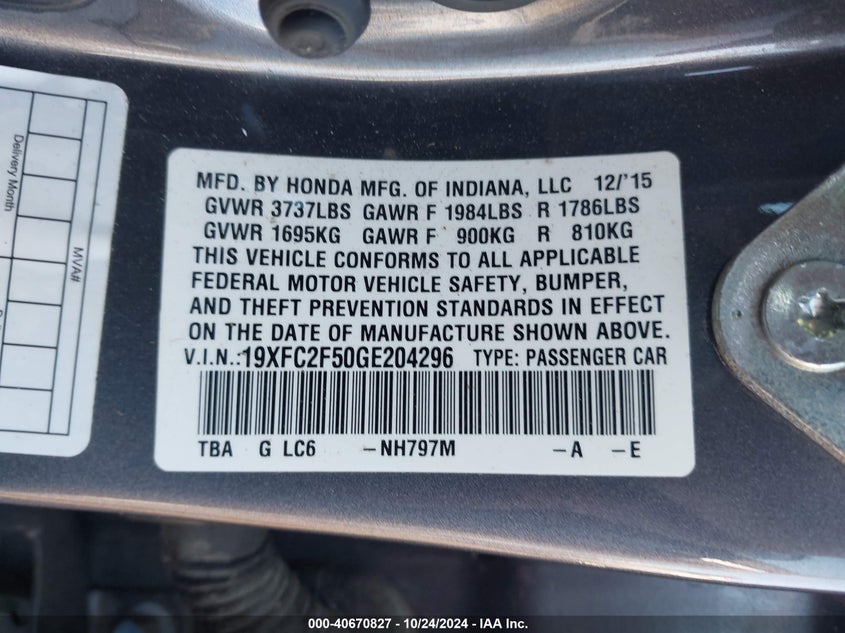 MFD. BY HONDA MFG. OF INDIANA, LLC 12/'15
GVWR 3737LBS GAWR F 1984LBS R 1786LBS
GVWR 1695KG GAWR F 900KG R 810KG
THIS VEHICLE CONFORMS TO ALL APPLICABLE
FEDERAL MOTOR VEHICLE SAFETY, BUMPER,
AND THEFT PREVENTION STANDARDS IN EFFECT
ON THE DATE OF MANUFACTURE SHOWN ABOVE.
V.I.N.:19XFC2F50GE204296 TYPE: PASSENGER CAR
TBA G LC6 –NH797M –A –E
Delivery Month
MVA#
000-40670827 - 10/24/2024 - IAA Inc.